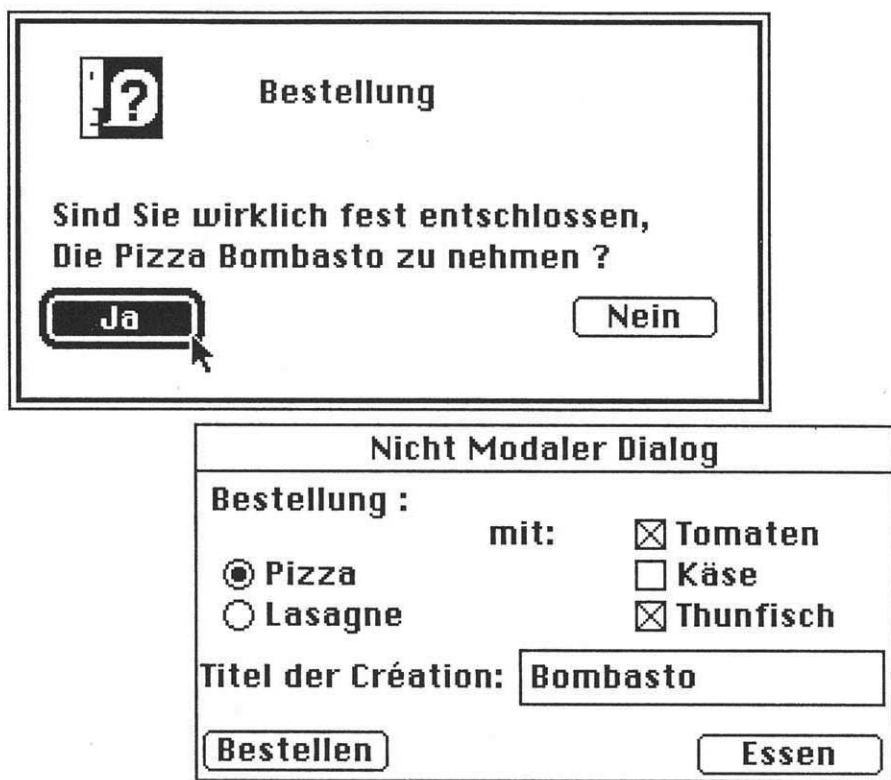 Bestellung
Sind Sie wirklich fest entschlossen,
Die Pizza Bombasto zu nehmen ?
Ja
Nein
Nicht Modaler Dialog
Bestellung :
mit:
Tomaten
Pizza
Käse
Lasagne
Thunfisch
Titel der Création: Bombasto
Bestellen
Essen